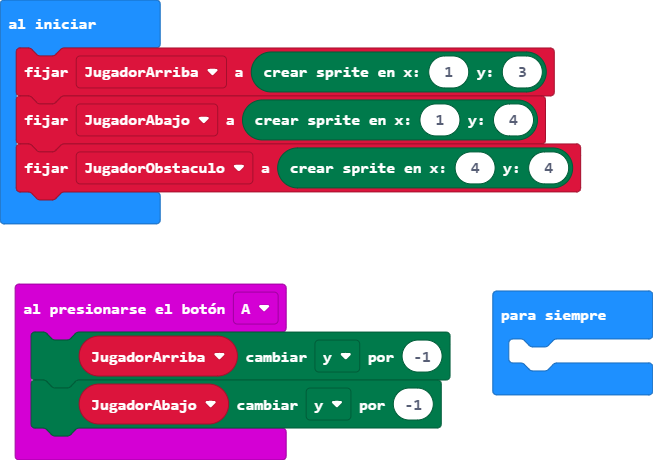 al iniciar
fijar JugadorArriba a crear sprite en x: 1 y: 3
fijar JugadorAbajo a crear sprite en x: 1 y: 4
fijar JugadorObstaculo a crear sprite en x: 4 y: 4
al presionarse el botón A
JugadorArriba cambiar y por -1
JugadorAbajo cambiar y por -1
para siempre